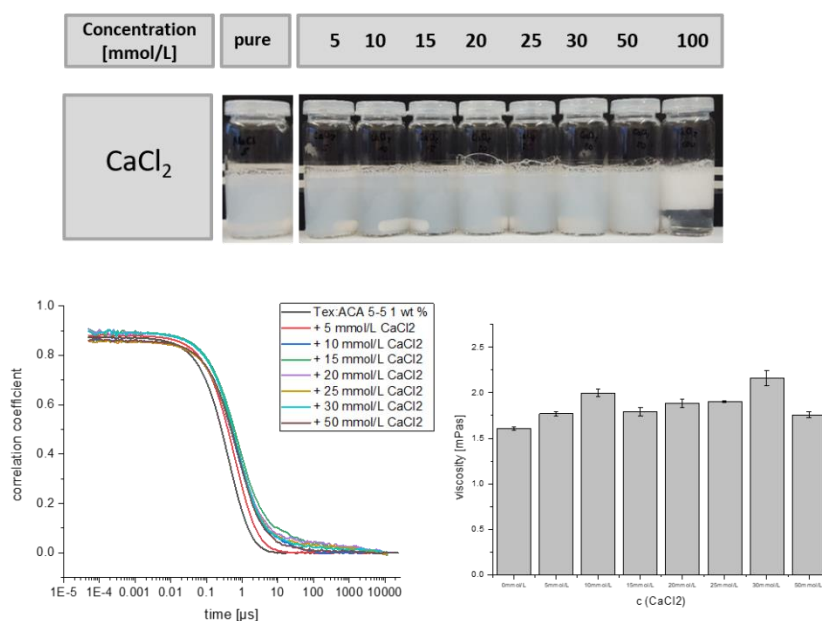 Concentration
[mmol/L]
pure
5 10 15 20 25 30 50 100
CaCl₂
1.0
0.8
0.6
0.4
0.2
0.0
correlation coefficient
1E-5 1E-4 0.001 0.01 0.1 1 10 100 1000 10000
time [µs]
Tex:ACA 5-5 1 wt %
+ 5 mmol/L CaCl2
+ 10 mmol/L CaCl2
+ 15 mmol/L CaCl2
+ 20 mmol/L CaCl2
+ 25 mmol/L CaCl2
+ 30 mmol/L CaCl2
+ 50 mmol/L CaCl2
2.5
2.0
1.5
1.0
0.5
0.0
viscosity [mPas]
0mmol/L 5mmol/L 10mmol/L 15mmol/L 20mmol/L 25mmol/L 30mmol/L 50mmol/L
c (CaCl2)